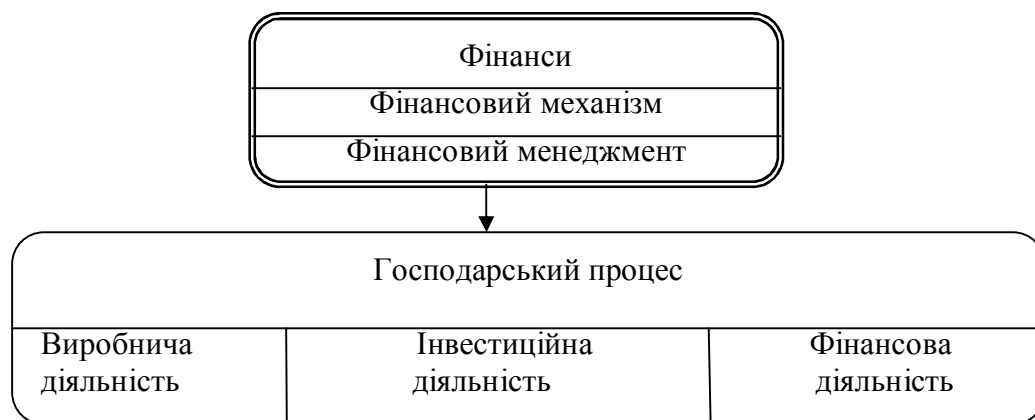 Фінанси
Фінансовий механізм
Фінансовий менеджмент
Господарський процес
Виробнича
діяльність
Інвестиційна
діяльність
Фінансова
діяльність